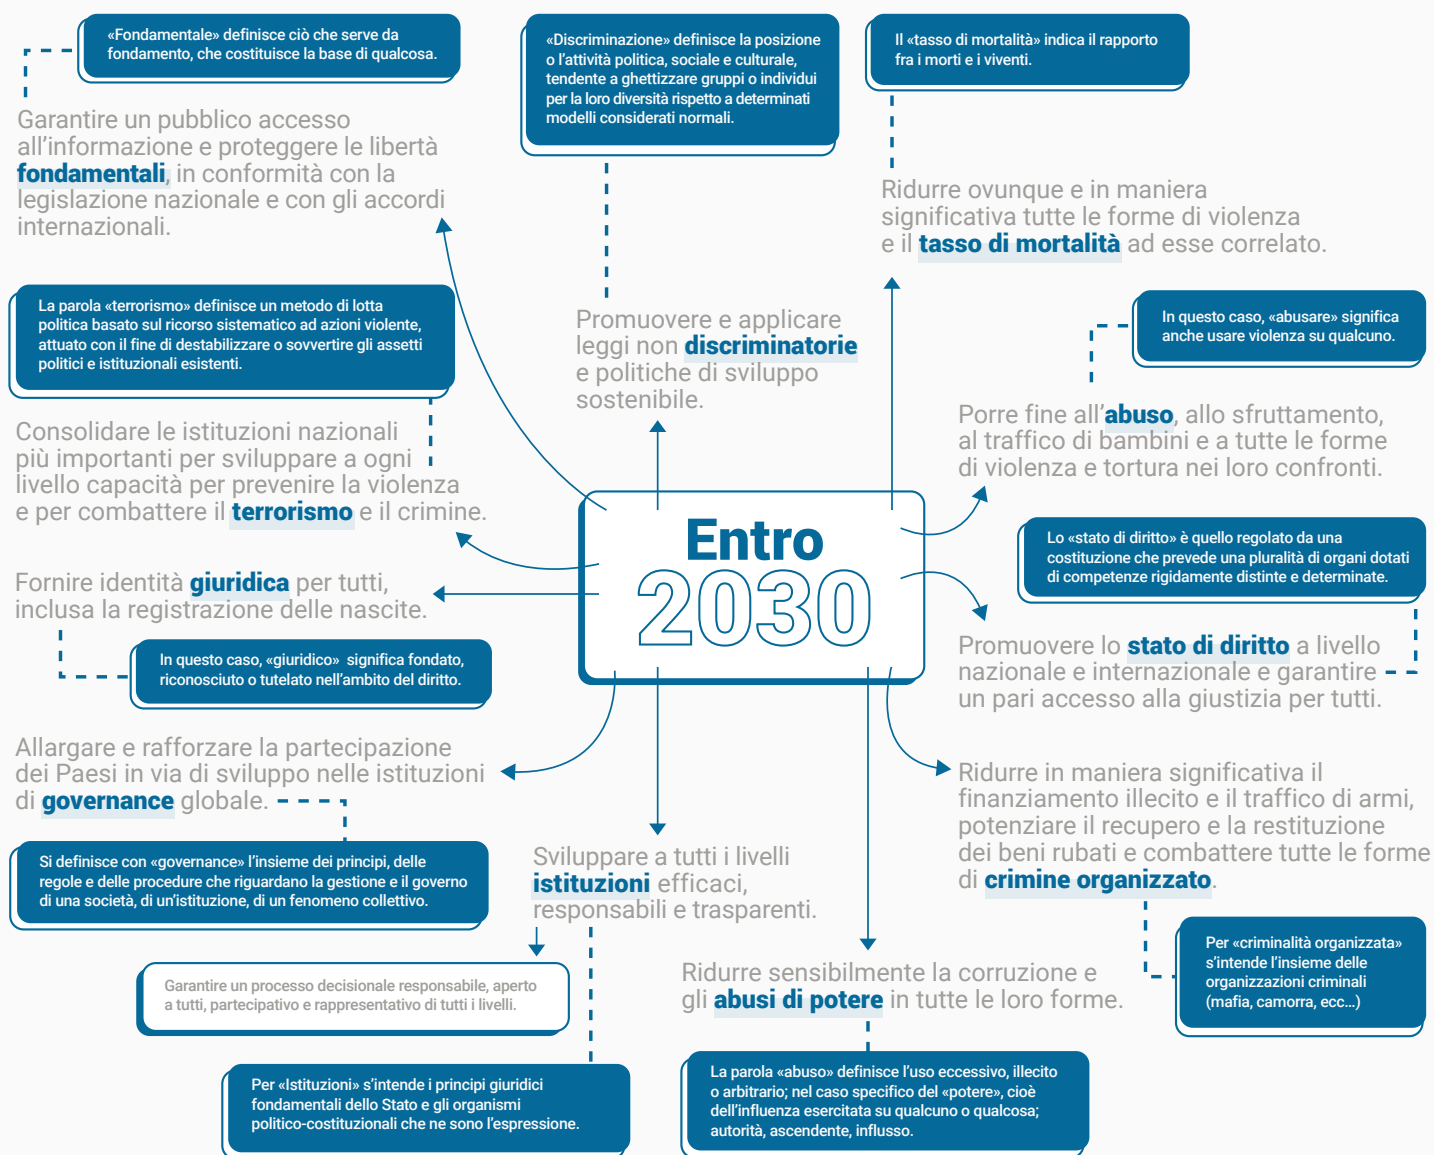 «Fondamentale» definisce ciò che serve da
fondamento, che costituisce la base di qualcosa.
Garantire un pubblico accesso
all'informazione e proteggere le libertà
fondamentali, in conformità con la
legislazione nazionale e con gli accordi
internazionali.
«Discriminazione» definisce la posizione
o l'attività politica, sociale e culturale,
tendente a ghettizzare gruppi o individui
per la loro diversità rispetto a determinati
modelli considerati normali.
Promuovere e applicare
leggi non discriminatorie
e politiche di sviluppo
sostenibile.
Il «tasso di mortalità» indica il rapporto
fra i morti e i viventi.
Ridurre ovunque e in maniera
significativa tutte le forme di violenza
e il tasso di mortalità ad esse correlato.
La parola «terrorismo» definisce un metodo di lotta
politica basato sul ricorso sistematico ad azioni violente,
attuato con il fine di destabilizzare o sovvertire gli assetti
politici e istituzionali esistenti.
Consolidare le istituzioni nazionali
più importanti per sviluppare a ogni
livello capacità per prevenire la violenza
e per combattere il terrorismo e il crimine.
In questo caso, «abusare» significa
anche usare violenza su qualcuno.
Porre fine all'abuso, allo sfruttamento,
al traffico di bambini e a tutte le forme
di violenza e tortura nei loro confronti.
Entro
2030
Lo «stato di diritto» è quello regolato da una
costituzione che prevede una pluralità di organi dotati
di competenze rigidamente distinte e determinate.
Promuovere lo stato di diritto a livello
nazionale e internazionale e garantire
un pari accesso alla giustizia per tutti.
Fornire identità giuridica per tutti,
inclusa la registrazione delle nascite.
In questo caso, «giuridico» significa fondato,
riconosciuto o tutelato nell'ambito del diritto.
Allargare e rafforzare la partecipazione
dei Paesi in via di sviluppo nelle istituzioni
di governance globale.
Si definisce con «governance» l'insieme dei principi, delle
regole e delle procedure che riguardano la gestione e il governo
di una società, di un'istituzione, di un fenomeno collettivo.
Sviluppare a tutti i livelli
istituzioni efficaci,
responsabili e trasparenti.
Garantire un processo decisionale responsabile, aperto
a tutti, partecipativo e rappresentativo di tutti i livelli.
Per «Istituzioni» s'intende i principi giuridici
fondamentali dello Stato e gli organismi
politico-costituzionali che ne sono l'espressione.
Ridurre sensibilmente la corruzione e
gli abusi di potere in tutte le loro forme.
La parola «abuso» definisce l'uso eccessivo, illecito
o arbitrario; nel caso specifico del «potere», cioè
dell'influenza esercitata su qualcuno o qualcosa;
autorità, ascendente, influsso.
Ridurre in maniera significativa il
finanziamento illecito e il traffico di armi,
potenziare il recupero e la restituzione
dei beni rubati e combattere tutte le forme
di crimine organizzato.
Per «criminalità organizzata»
s'intende l'insieme delle
organizzazioni criminali
(mafia, camorra, ecc...)